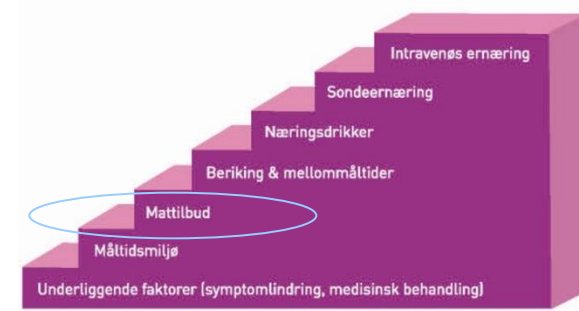 Intravenøs ernæring
Sondeernæring
Næringsdrikker
Beriking & mellommåltider
Mattilbud
Måltidsmiljø
Underliggende faktorer (symptomlindring, medisinsk behandling)